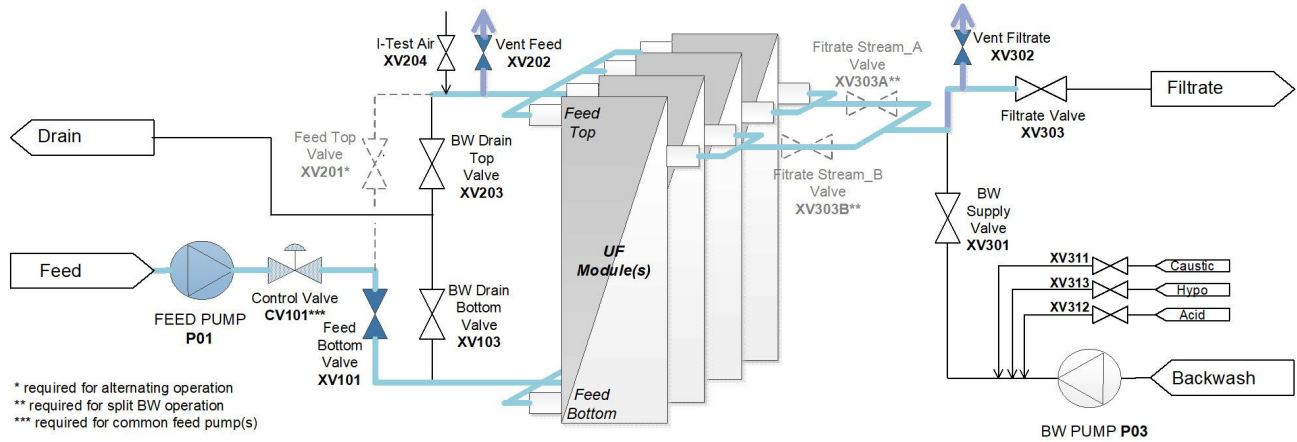 I-Test Air
XV204
Vent Feed
XV202
Fitrate Stream_A
Valve
XV303A**
Vent Filtrate
XV302
Filtrate
Filtrate Valve
XV303
Drain
Feed Top
Valve
XV201*
BW Drain
Top
Valve
XV203
Feed
Top
Fitrate Stream_B
Valve
XV303B**
BW
Supply
Valve
XV301
UF
Module(s)
Feed
FEED PUMP
P01
Control Valve
CV101***
Feed
Bottom
Valve
XV101
BW Drain
Bottom
Valve
XV103
XV311
Caustic
XV313
Hypo
XV312
Acid
Feed
Bottom
Backwash
BW PUMP P03
* required for alternating operation
** required for split BW operation
*** required for common feed pump(s)